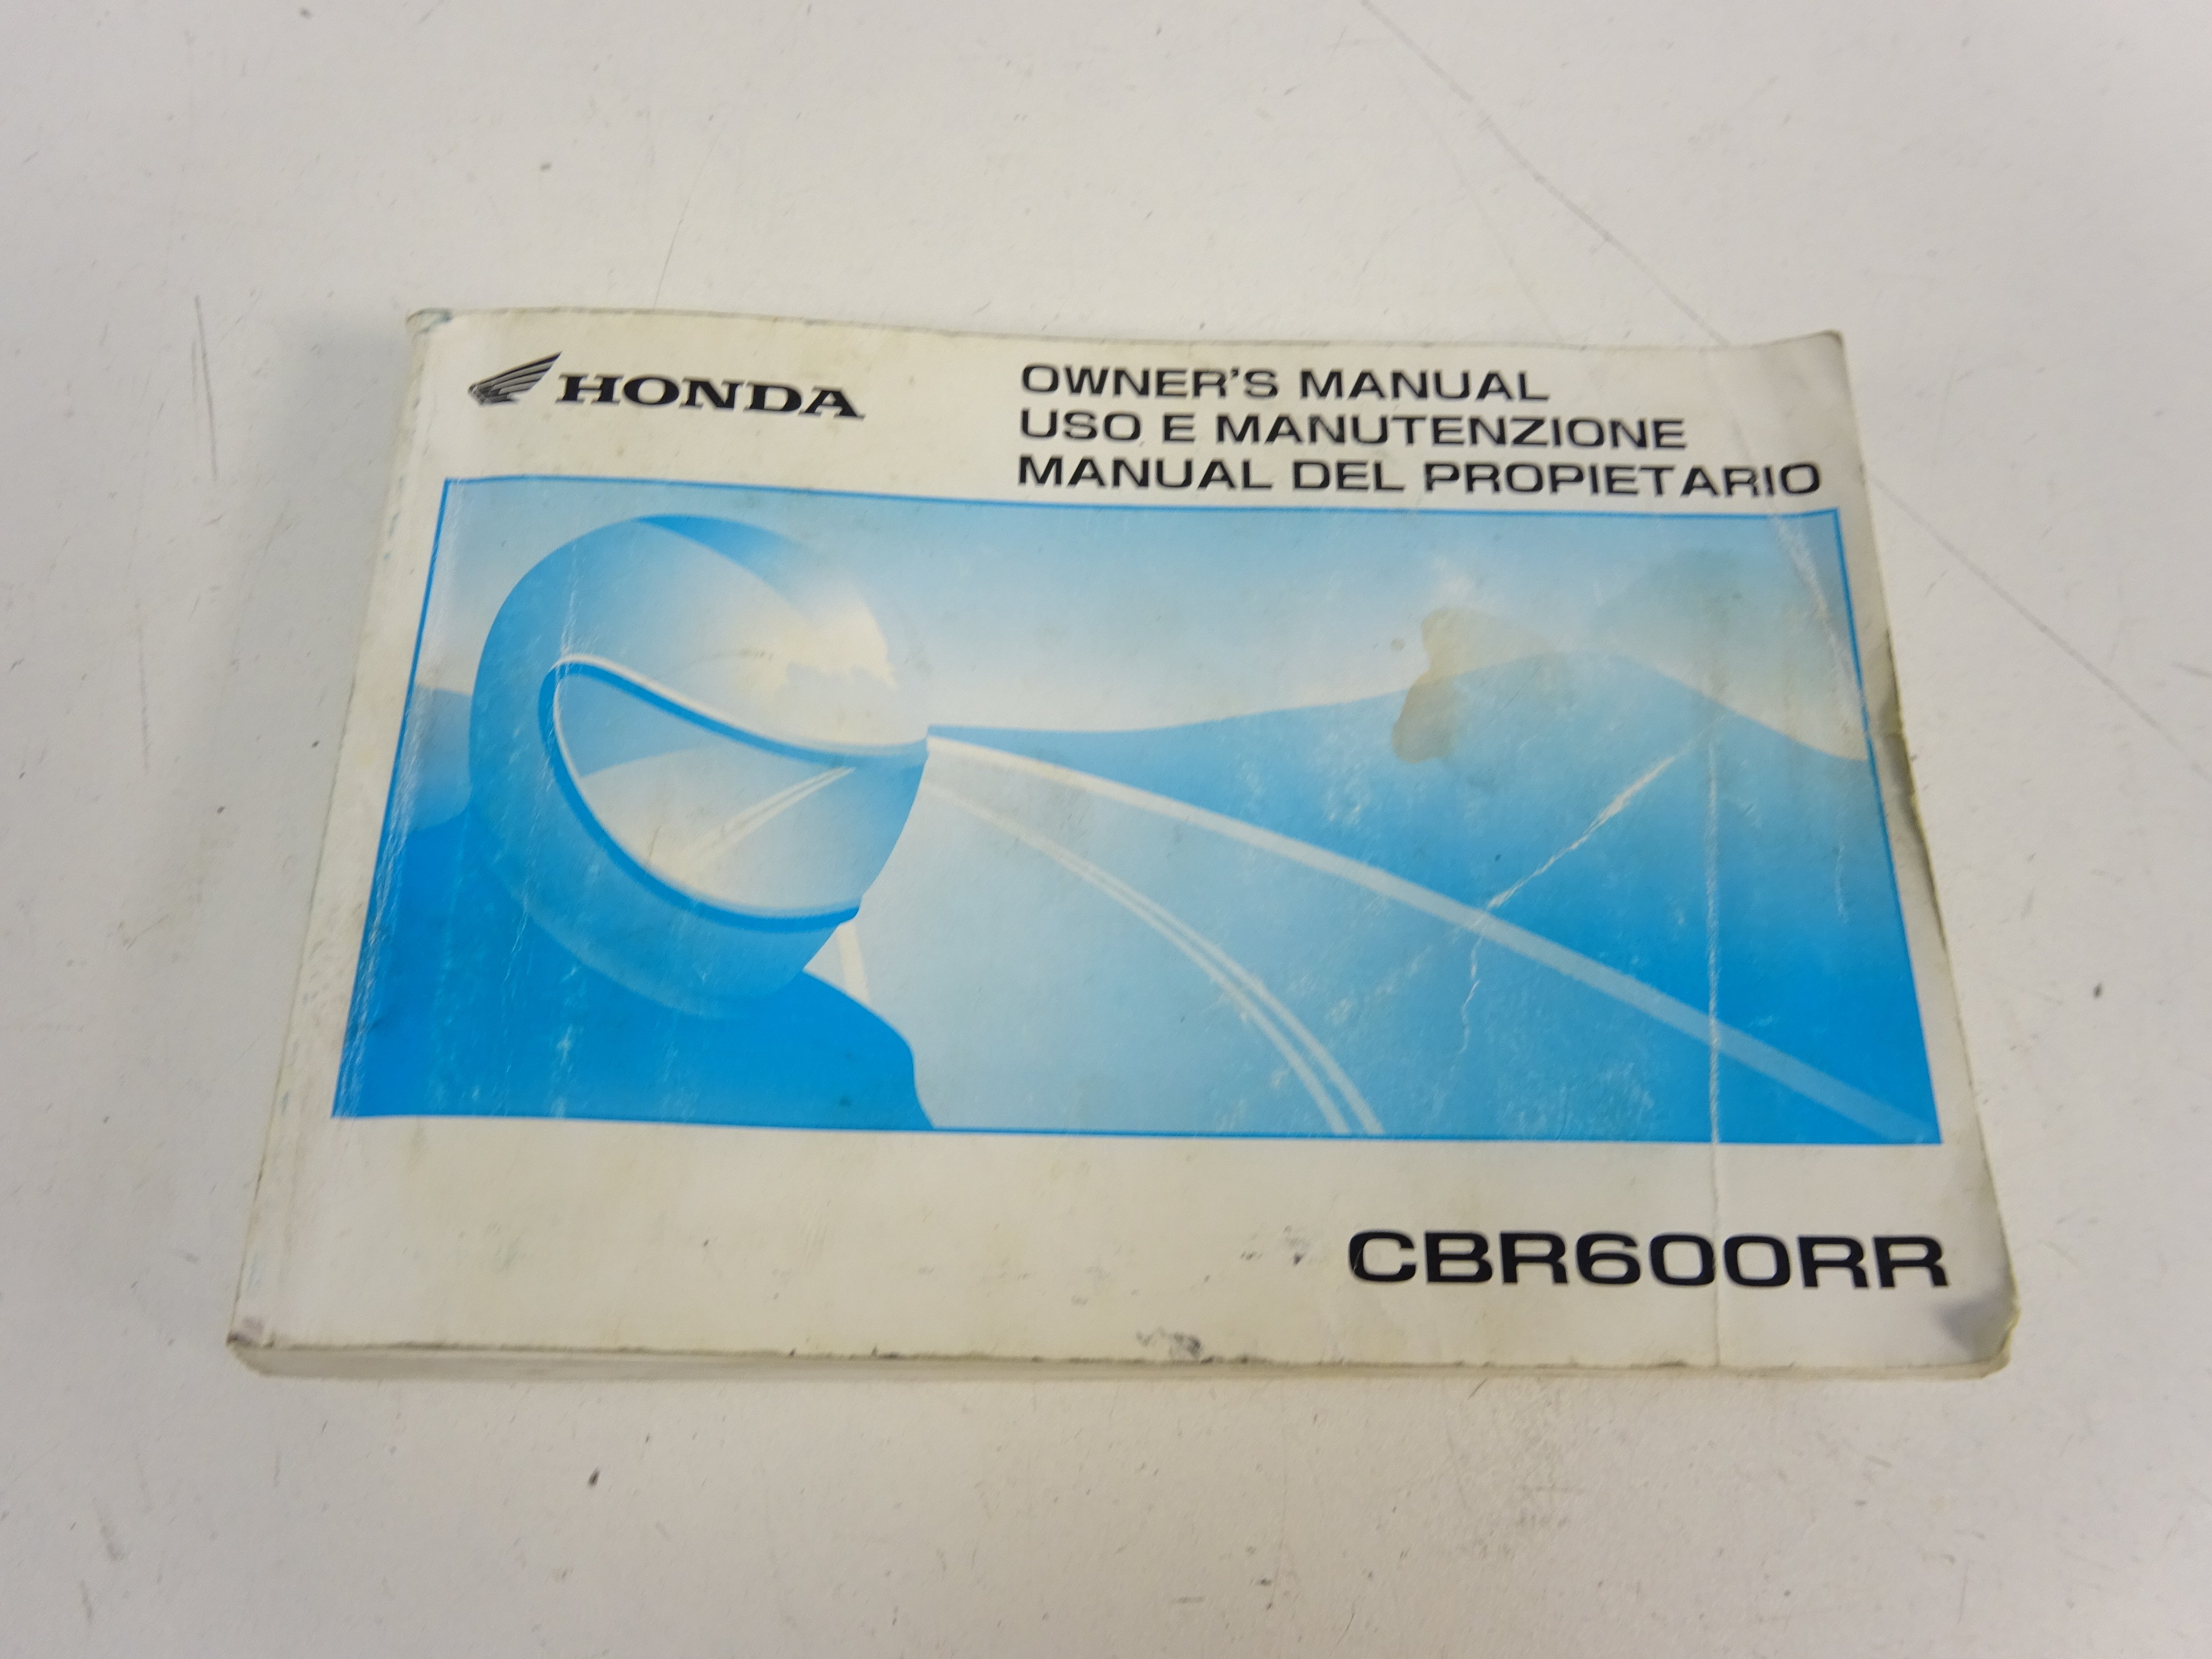 HONDA
OWNER'S MANUAL
USO E MANUTENZIONE
MANUAL DEL PROPIETARIO
CBR600RR